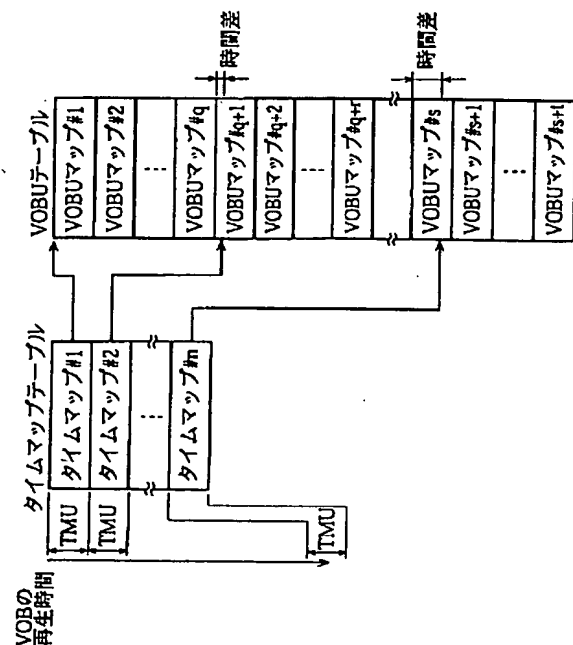 VOBの
再生時間
タイムマップテーブル
TMU
タイムマップ#1
TMU
タイムマップ#2
⋯
タイムマップ#m
TMU
VOBUテーブル
VOBUマップ#1
VOBUマップ#2
⋯
VOBUマップ#q
VOBUマップ#q+1
時間差
VOBUマップ#q+2
⋯
VOBUマップ#q+r
VOBUマップ#s
時間差
VOBUマップ#s+1
⋯
VOBUマップ#s+t